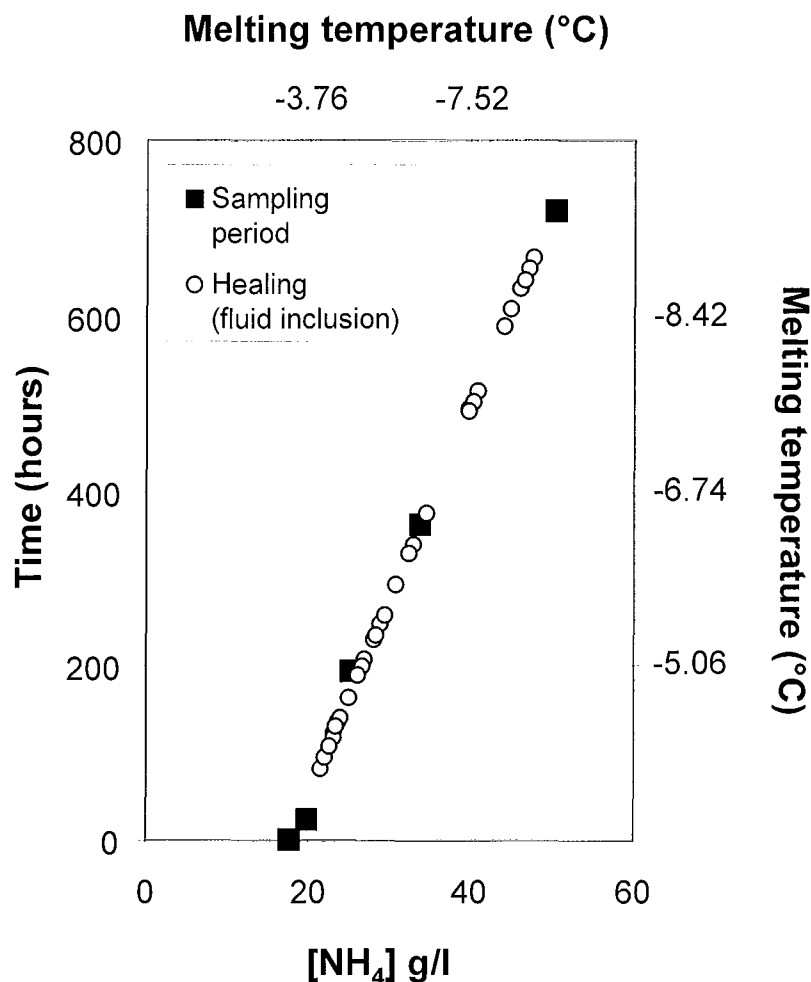 Melting temperature (°C)
-3.76 -7.52
800
600
400
200
0
Time (hours)
Sampling
period
Healing
(fluid inclusion)
-8.42
-6.74
-5.06
Melting temperature (°C)
0 20 40 60
[NH₄] g/l